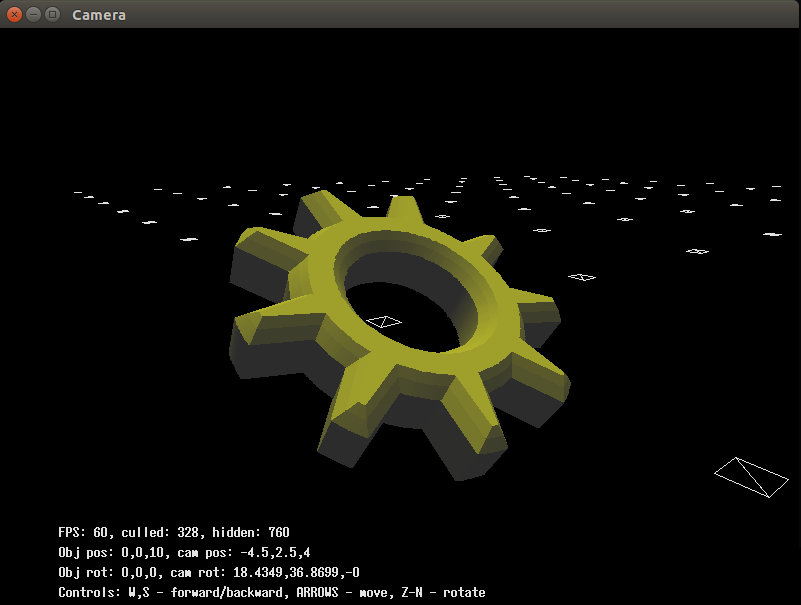 Camera
FPS: 60, culled: 328, hidden: 760
Obj pos: 0,0,10, cam pos: -4.5,2.5,4
Obj rot: 0,0,0, cam rot: 18.4349,36.8699,-0
Controls: W,S - forward/backward, ARROWS - move, Z-N - rotate